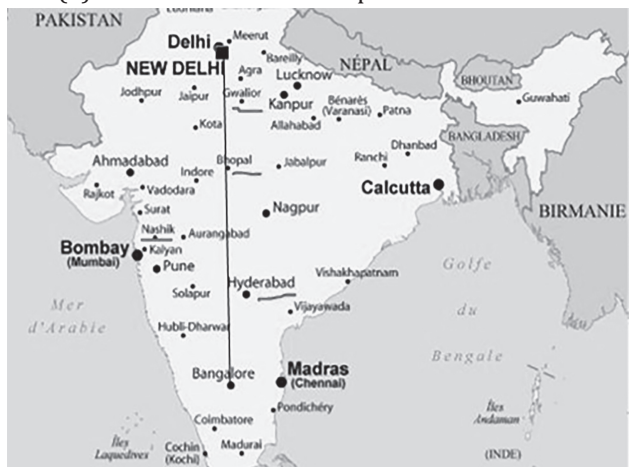 PAKISTAN
Ludhiana
Delhi
Meerut
NEW DELHI
Bareilly
Agra
Lucknow
NÉPAL
BHOUTAN
Jodhpur
Jaipur
Gwalior
Kanpur
Bénarès
(Varanasi)
Patna
Guwahati
Kota
Allahabad
BANGLADESH
Dhanbad
Ranchi
Ahmadabad
Indore
Bhopal
Jabalpur
Calcutta
Rajkot
Vadodara
Surat
Nagpur
BIRMANIE
Nashik
Aurangabad
Bombay
(Mumbai)
Kalyan
Pune
Golfe
du
Bengale
Vishakhapatnam
Hyderabad
Solapur
Vijayawada
Mer
d'Arabie
Hubli-Dharwar
Bangalore
Madras
(Chennai)
Pondichéry
Coimbatore
Îles
Andaman
(INDE)
Îles
Laquedives
Cochin
(Kochi)
Madurai